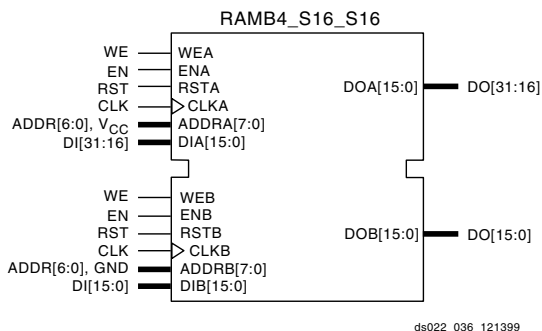 RAMB4_S16_S16
WE WEA
EN ENA
RST RSTA DOA[15:0] DO[31:16]
CLK CLKA
ADDR[6:0], VCC ADDRA[7:0]
DI[31:16] DIA[15:0]
WE WEB
EN ENB
RST RSTB DOB[15:0] DO[15:0]
CLK CLKB
ADDR[6:0], GND ADDRB[7:0]
DI[15:0] DIB[15:0]
ds022_036_121399